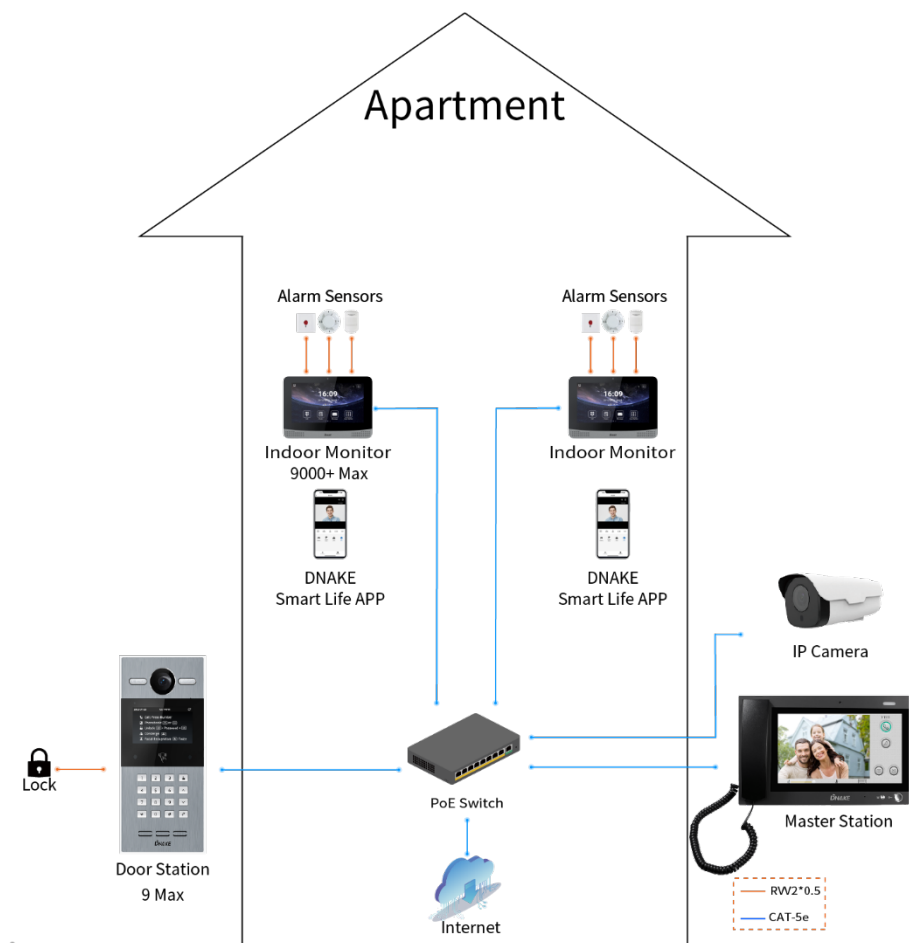 Apartment
Alarm Sensors
Alarm Sensors
16:09
16:09
Indoor Monitor
9000+ Max
Indoor Monitor
DNAKE
Smart Life APP
DNAKE
Smart Life APP
IP Camera
Lock
PoE Switch
DNAKE
Master Station
DNAKE
Door Station
9 Max
Internet
RVV2*0.5
CAT-5e